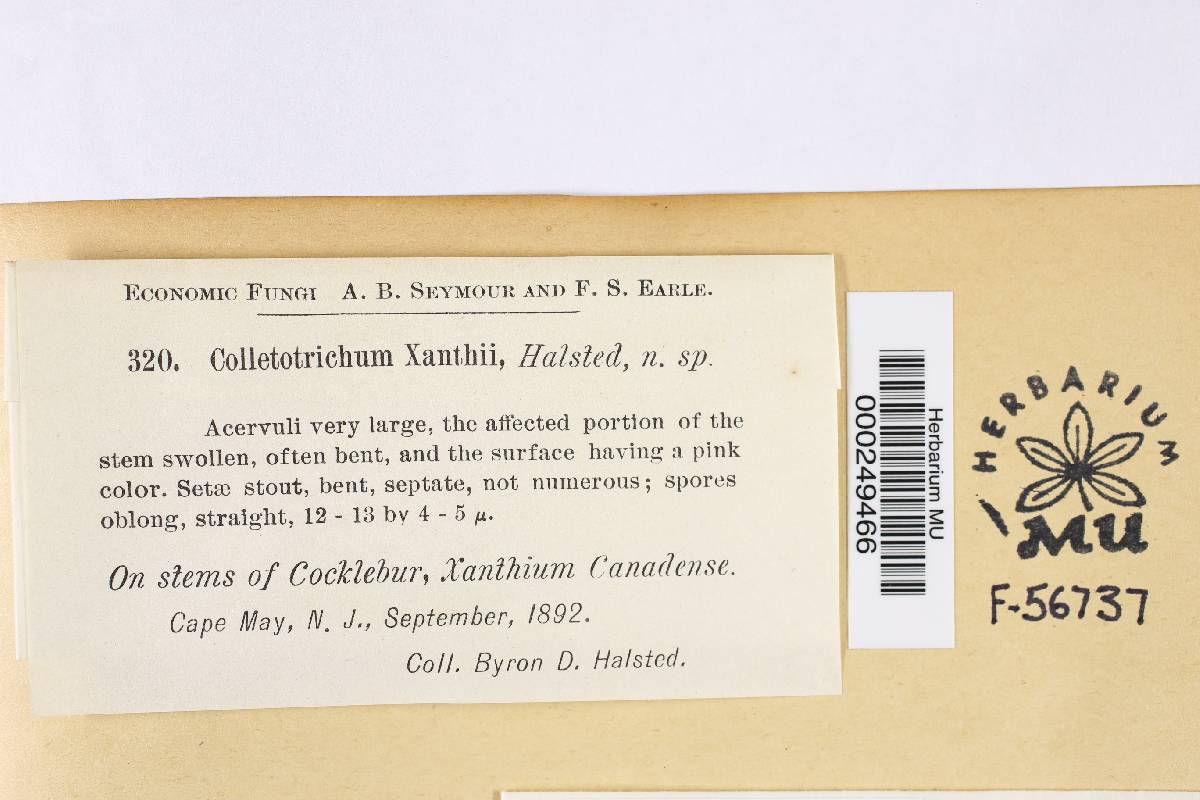 Economic Fungi A. B. Seymour and F. S. Earle.
320. Colletotrichum Xanthii, Halsted, n. sp.
Acervuli very large, the affected portion of the
stem swollen, often bent, and the surface having a pink
color. Setæ stout, bent, septate, not numerous; spores
oblong, straight, 12 - 13 by 4 - 5 µ.
On stems of Cocklebur, Xanthium Canadense.
Cape May, N. J., September, 1892.
Coll. Byron D. Halsted.
Herbarium MU
000249466
HERBARIUM
MU
F-56737